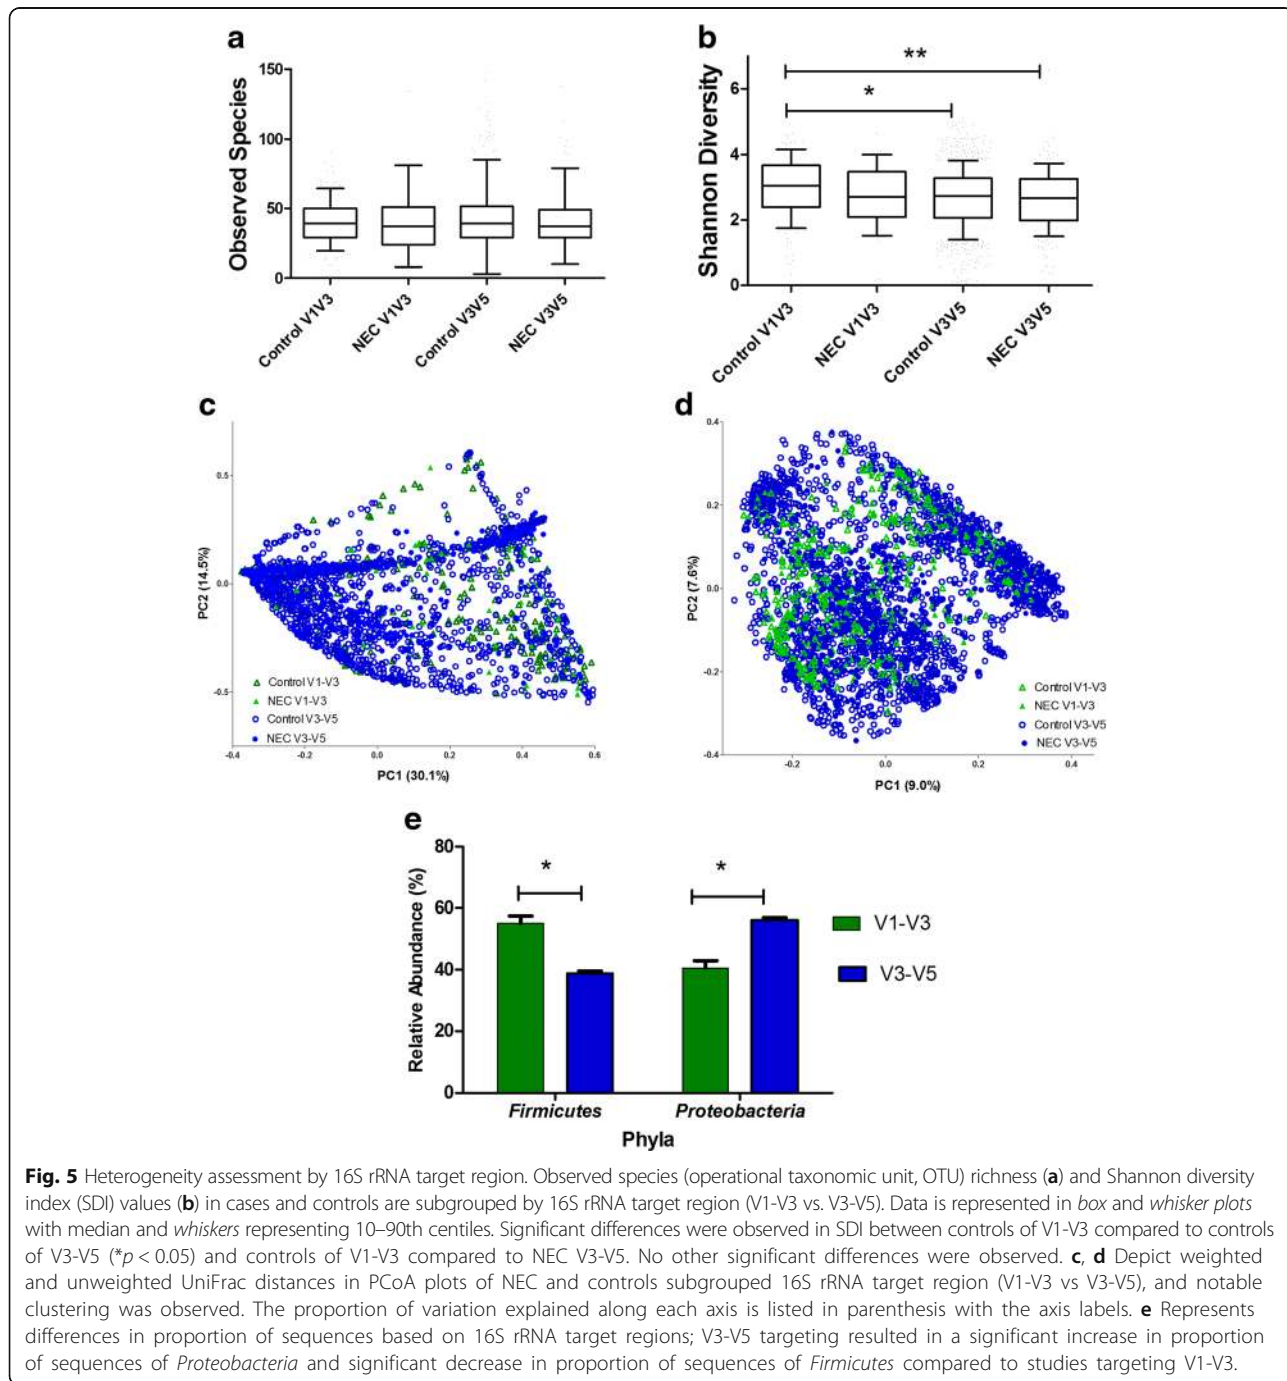 a
Observed Species
150
100
50
0
Control V1V3
NEC V1V3
Control V3V5
NEC V3V5
b
Shannon Diversity
6
4
2
0
**
*
Control V1V3
NEC V1V3
Control V3V5
NEC V3V5
c
PC2 (14.5%)
0.5
0.0
-0.5
Control V1-V3
NEC V1-V3
Control V3-V5
NEC V3-V5
-0.4
-0.2
0.0
0.2
0.4
0.6
PC1 (30.1%)
d
PC2 (7.6%)
0.4
0.2
0.0
-0.2
-0.4
Control V1-V3
NEC V1-V3
Control V3-V5
NEC V3-V5
-0.2
0.0
0.2
0.4
PC1 (9.0%)
e
Relative Abundance (%)
80
60
40
20
0
*
*
V1-V3
V3-V5
Firmicutes
Proteobacteria
Phyla
Fig. 5 Heterogeneity assessment by 16S rRNA target region. Observed species (operational taxonomic unit, OTU) richness (a) and Shannon diversity
index (SDI) values (b) in cases and controls are subgrouped by 16S rRNA target region (V1-V3 vs. V3-V5). Data is represented in box and whisker plots
with median and whiskers representing 10–90th centiles. Significant differences were observed in SDI between controls of V1-V3 compared to controls
of V3-V5 (*p < 0.05) and controls of V1-V3 compared to NEC V3-V5. No other significant differences were observed. c, d Depict weighted
and unweighted UniFrac distances in PCoA plots of NEC and controls subgrouped 16S rRNA target region (V1-V3 vs V3-V5), and notable
clustering was observed. The proportion of variation explained along each axis is listed in parenthesis with the axis labels. e Represents
differences in proportion of sequences based on 16S rRNA target regions; V3-V5 targeting resulted in a significant increase in proportion
of sequences of Proteobacteria and significant decrease in proportion of sequences of Firmicutes compared to studies targeting V1-V3.